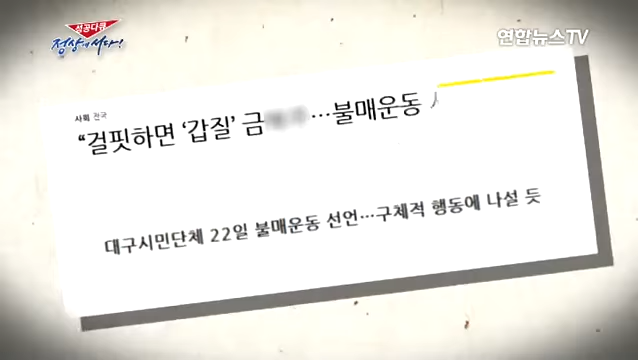 성공다큐
정상에 서다!
연합뉴스TV
사회 전국
“걸핏하면 ‘갑질’ 금 …불매운동
대구시민단체 22일 불매운동 선언…구체적 행동에 나설 듯